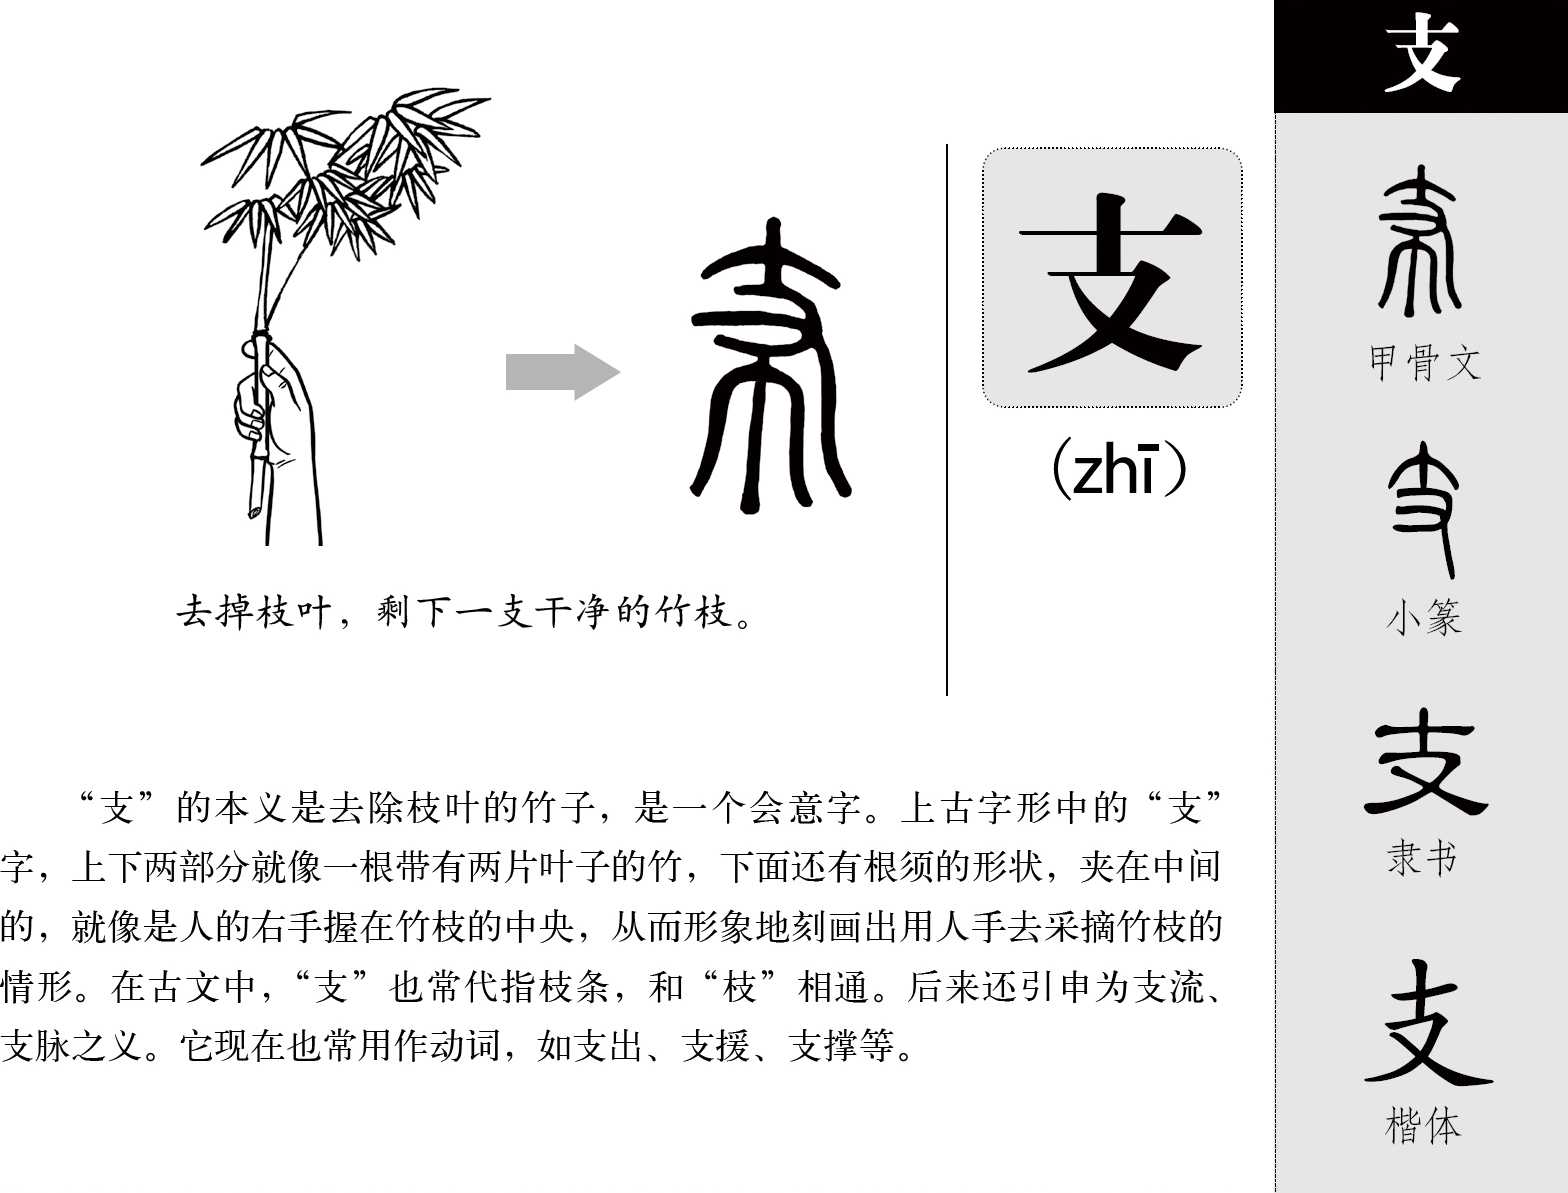 支
（zhī）
去掉枝叶，剩下一支干净的竹枝。
“支”的本义是去除枝叶的竹子，是一个会意字。上古字形中的“支”
字，上下两部分就像一根带有两片叶子的竹，下面还有根须的形状，夹在中间
的，就像是人的右手握在竹枝的中央，从而形象地刻画出用人手去采摘竹枝的
情形。在古文中，“支”也常代指枝条，和“枝”相通。后来还引申为支流、
支脉之义。它现在也常用作动词，如支出、支援、支撑等。
支
甲骨文
小篆
支
隶书
支
楷体